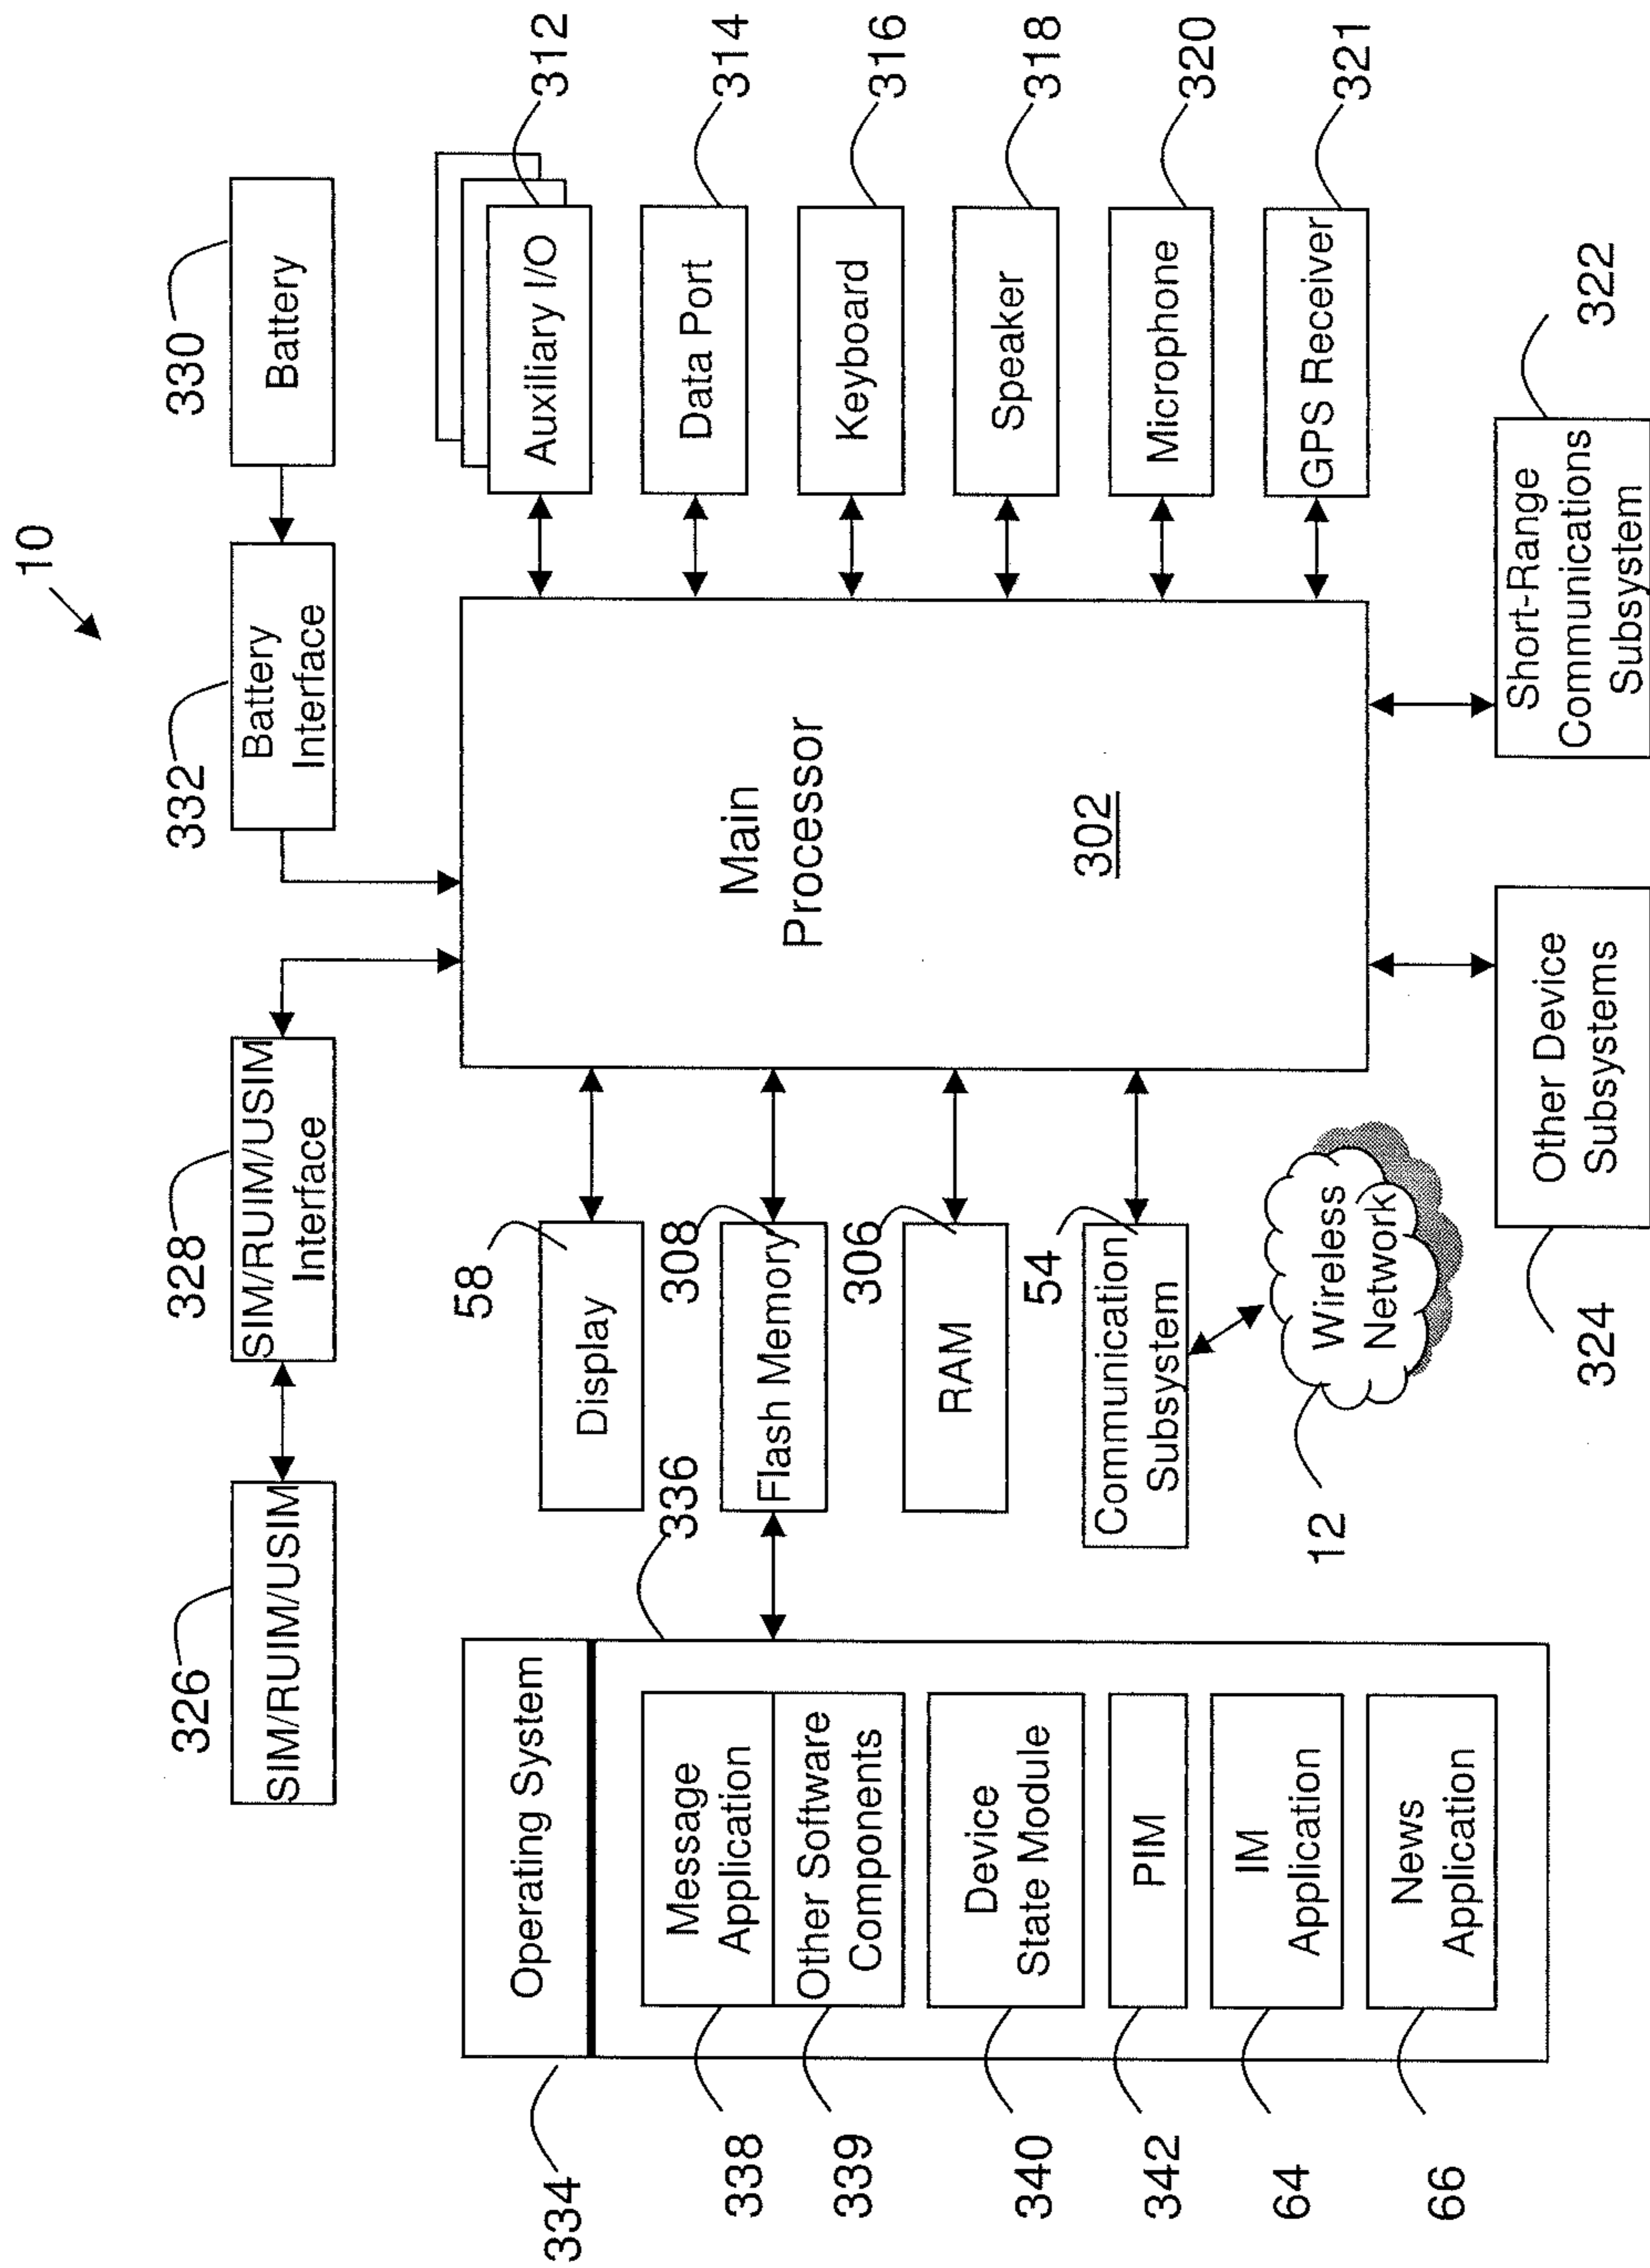 10
326
328
332
330
SIM/RUIM/USIM
SIM/RUIM/USIM
Interface
Battery
Interface
Battery
334
Operating System
336
338
Message
Application
339
Other Software
Components
340
Device
State Module
342
PIM
64
IM
Application
66
News
Application
58
Display
308
Flash Memory
306
RAM
54
Communication
Subsystem
12
Wireless
Network
Main
Processor
302
Auxiliary I/O
312
Data Port
314
Keyboard
316
Speaker
318
Microphone
320
GPS Receiver
321
Other Device
Subsystems
324
Short-Range
Communications
Subsystem
322